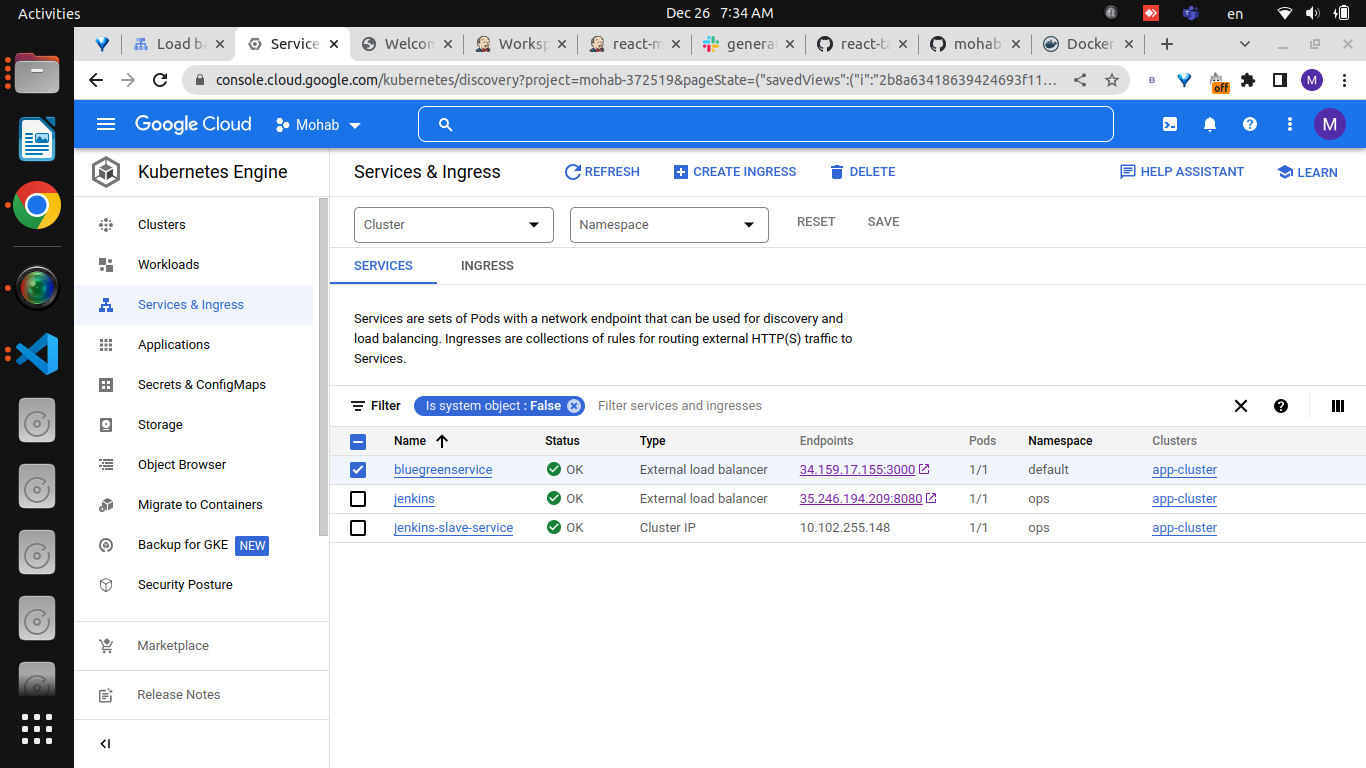 Activities
Dec 26 7:34 AM
en
Load ba
Service
Welcon
Worksp
react-m
genera
react-ta
mohab
Docker
console.cloud.google.com/kubernetes/discovery?project=mohab-372519&pageState=("savedViews":("i":"2b8a63418639424693f11...
B
off
M
Google Cloud
Mohab
M
Kubernetes Engine
Services & Ingress
REFRESH
CREATE INGRESS
DELETE
HELP ASSISTANT
LEARN
Clusters
Workloads
Services & Ingress
Applications
Secrets & ConfigMaps
Storage
Object Browser
Migrate to Containers
Backup for GKE NEW
Security Posture
Marketplace
Release Notes
Cluster
Namespace
RESET
SAVE
SERVICES
INGRESS
Services are sets of Pods with a network endpoint that can be used for discovery and
load balancing. Ingresses are collections of rules for routing external HTTP(S) traffic to
Services.
Filter
Is system object : False
Filter services and ingresses
Name Status Type Endpoints Pods Namespace Clusters
bluegreenservice OK External load balancer 34.159.17.155:3000 1/1 default app-cluster
jenkins OK External load balancer 35.246.194.209:8080 1/1 ops app-cluster
jenkins-slave-service OK Cluster IP 10.102.255.148 1/1 ops app-cluster